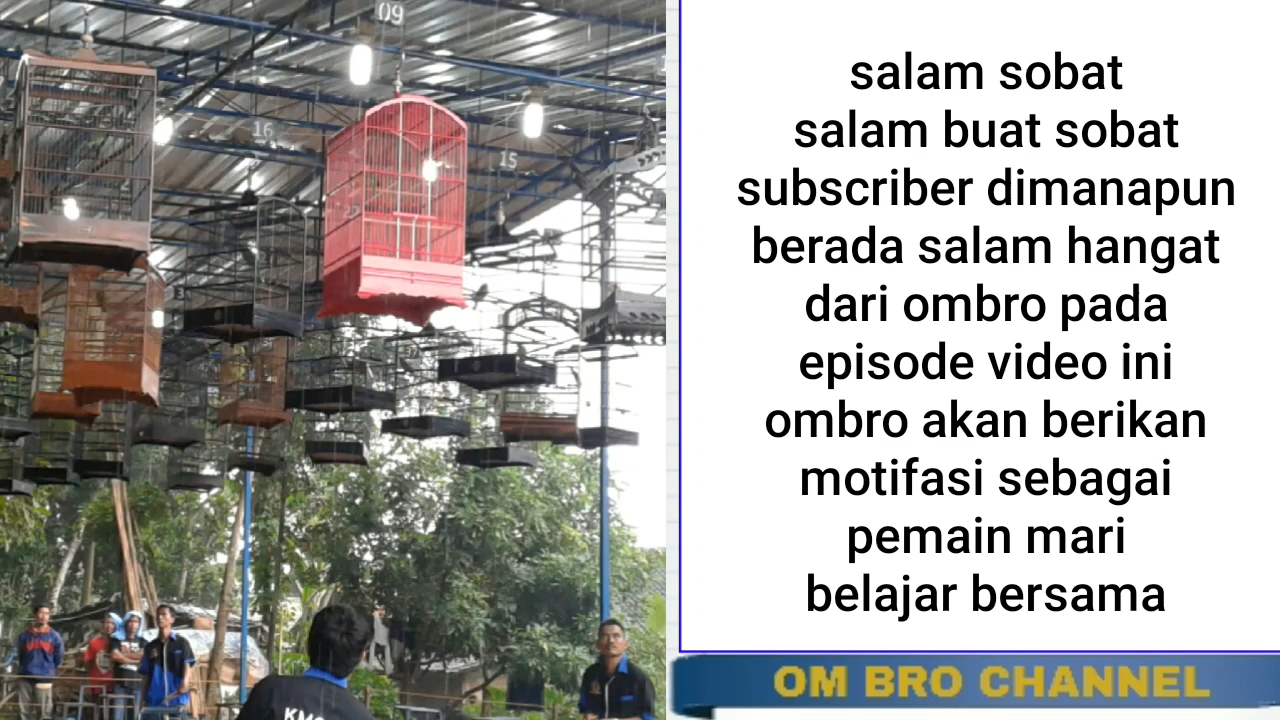 09
16
15
salam sobat
salam buat sobat
subscriber dimanapun
berada salam hangat
dari ombro pada
episode video ini
ombro akan berikan
motifasi sebagai
pemain mari
belajar bersama
OM BRO CHANNEL